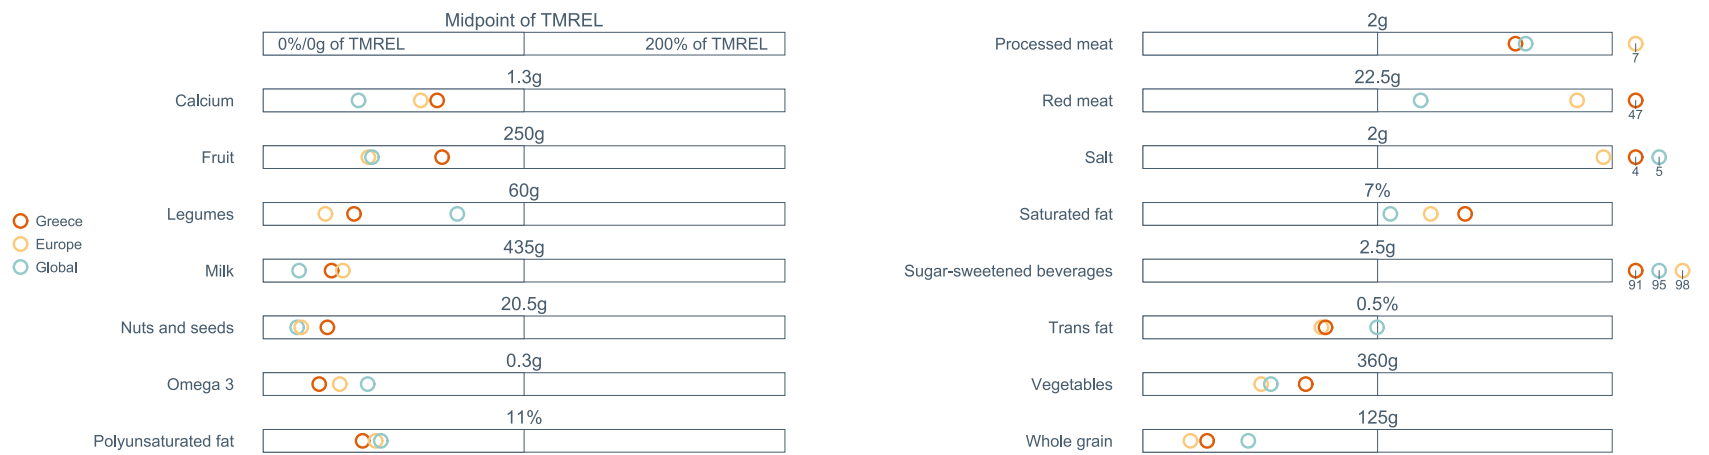 Midpoint of TMREL
0%/0g of TMREL
200% of TMREL
1.3g
Calcium
250g
Fruit
60g
Legumes
435g
Milk
20.5g
Nuts and seeds
0.3g
Omega 3
11%
Polyunsaturated fat
Greece
Europe
Global
2g
Processed meat
7
22.5g
Red meat
47
2g
Salt
4 5
7%
Saturated fat
2.5g
Sugar-sweetened beverages
91 95 98
0.5%
Trans fat
360g
Vegetables
125g
Whole grain